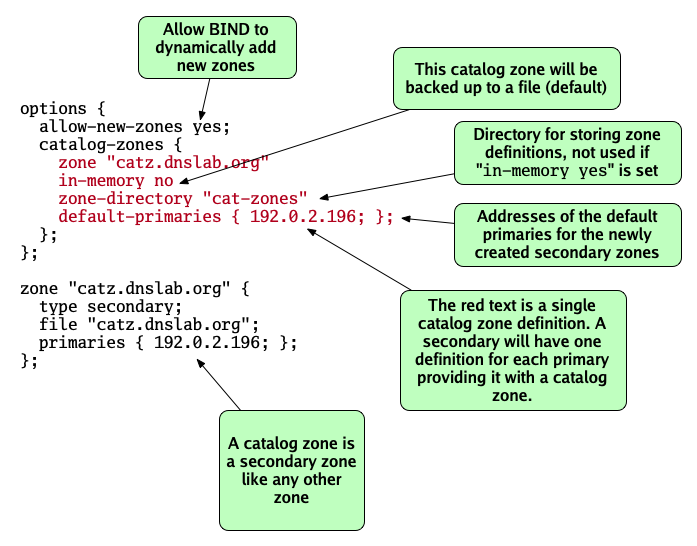 Allow BIND to
dynamically add
new zones
This catalog zone will be
backed up to a file (default)
options {
  allow-new-zones yes;
  catalog-zones {
    zone "catz.dnslab.org"
    in-memory no
    zone-directory "cat-zones"
    default-primaries { 192.0.2.196; };
  };
};
Directory for storing zone
definitions, not used if
"in-memory yes" is set
Addresses of the default
primaries for the newly
created secondary zones
zone "catz.dnslab.org" {
  type secondary;
  file "catz.dnslab.org";
  primaries { 192.0.2.196; };
};
The red text is a single
catalog zone definition. A
secondary will have one
definition for each primary
providing it with a catalog
zone.
A catalog zone is
a secondary zone
like any other
zone